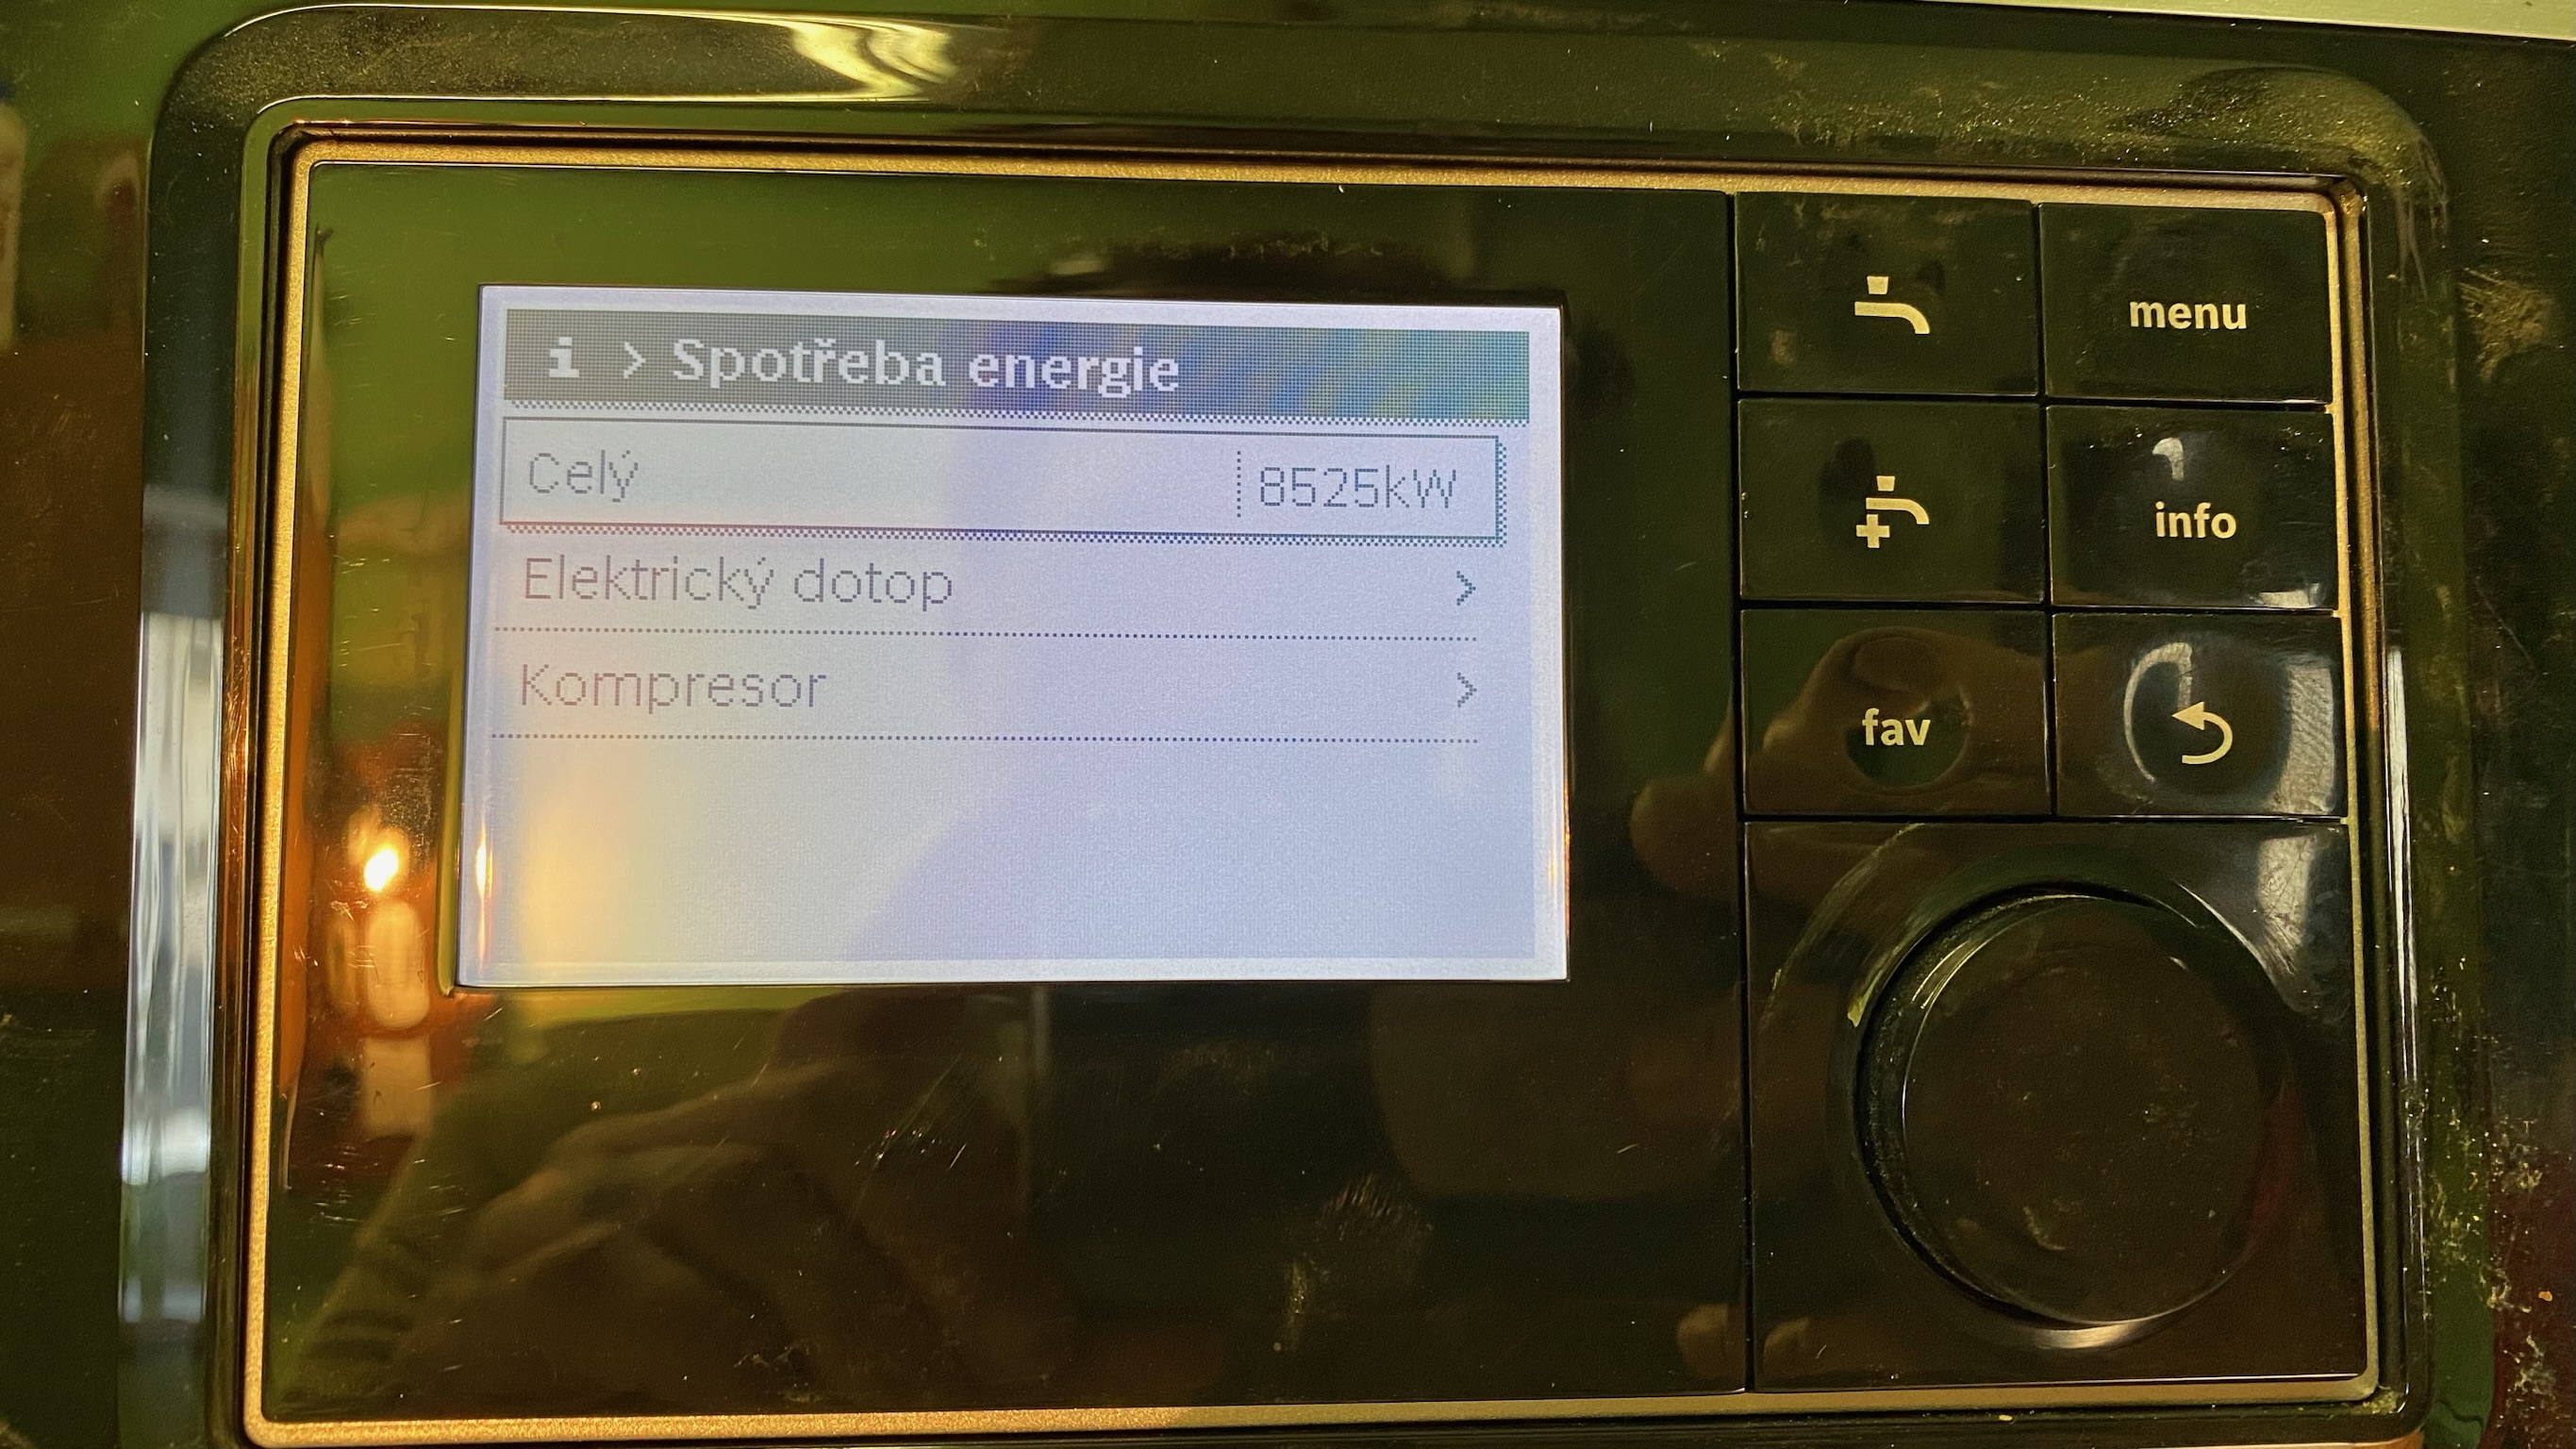 i > Spotřeba energie
Celý 8525kW
Elektrický dotop >
Kompresor >
menu
info
fav